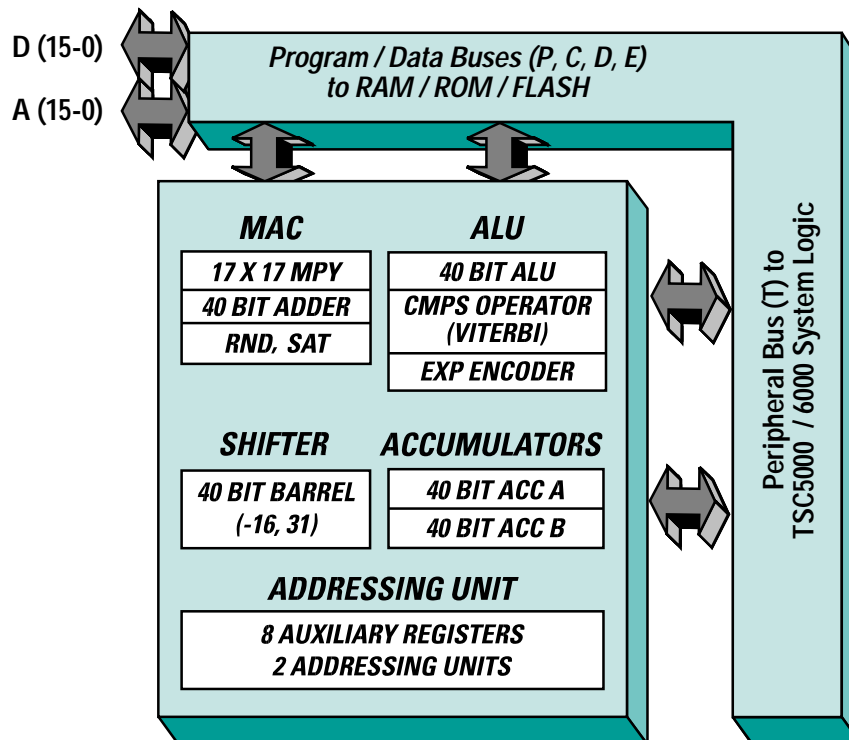 D (15-0)
A (15-0)
Program / Data Buses (P, C, D, E)
to RAM / ROM / FLASH
MAC
17 X 17 MPY
40 BIT ADDER
RND, SAT
ALU
40 BIT ALU
CMPS OPERATOR
(VITERBI)
EXP ENCODER
SHIFTER
40 BIT BARREL
(-16, 31)
ACCUMULATORS
40 BIT ACC A
40 BIT ACC B
ADDRESSING UNIT
8 AUXILIARY REGISTERS
2 ADDRESSING UNITS
Peripheral Bus (T) to
TSC5000 / 6000 System Logic